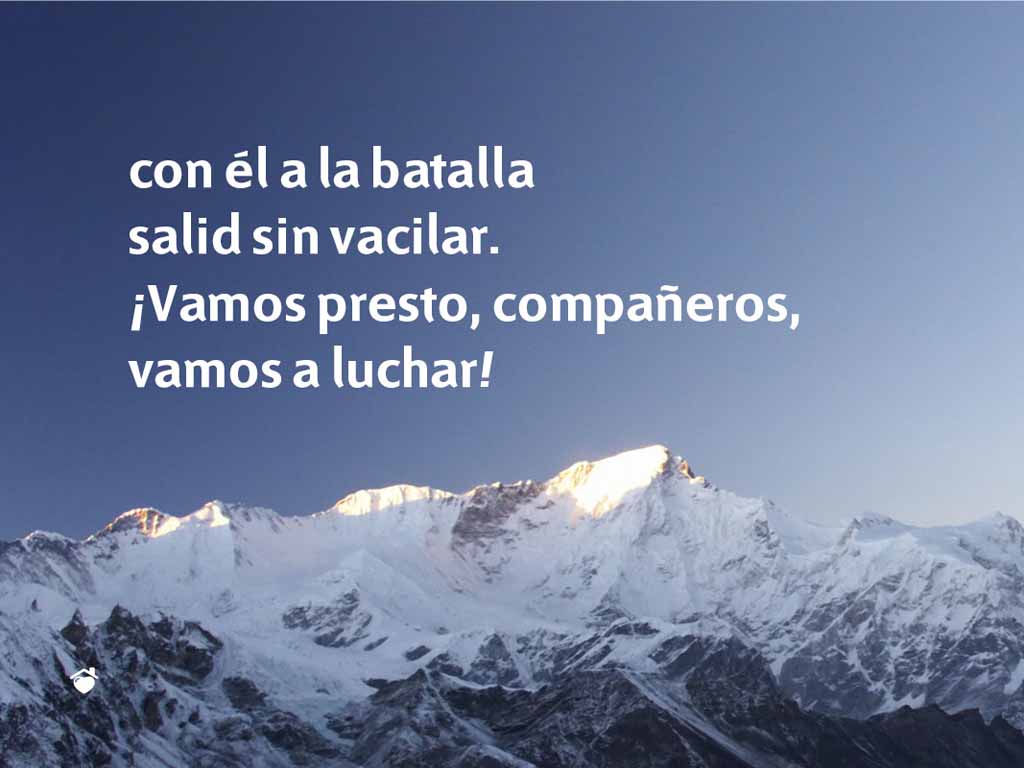 con él a la batalla
salid sin vacilar.
¡Vamos presto, compañeros,
vamos a luchar!